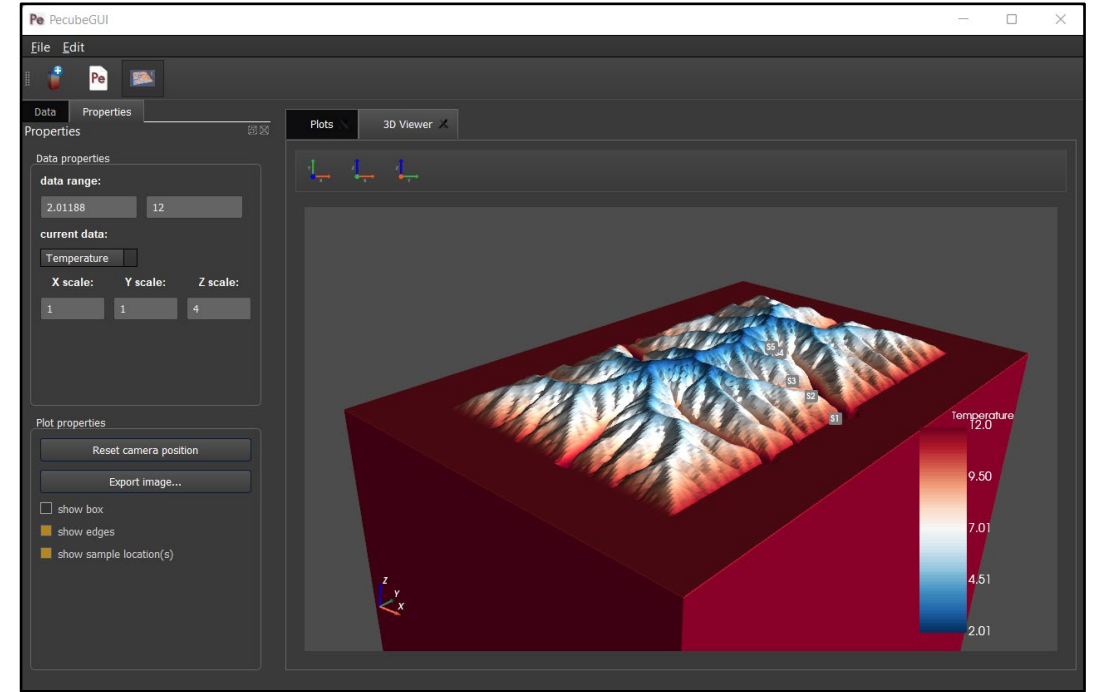 Pe PecubeGUI
File Edit
Pe
Data Properties
Properties
Data properties
data range:
2.01188 12
current data:
Temperature
X scale: Y scale: Z scale:
1 1 4
Plot properties
Reset camera position
Export image...
show box
show edges
show sample location(s)
Plots 3D Viewer
S5
S4
S3
S2
S1
Temperature
12.0
9.50
7.01
4.51
2.01
Z
Y
X